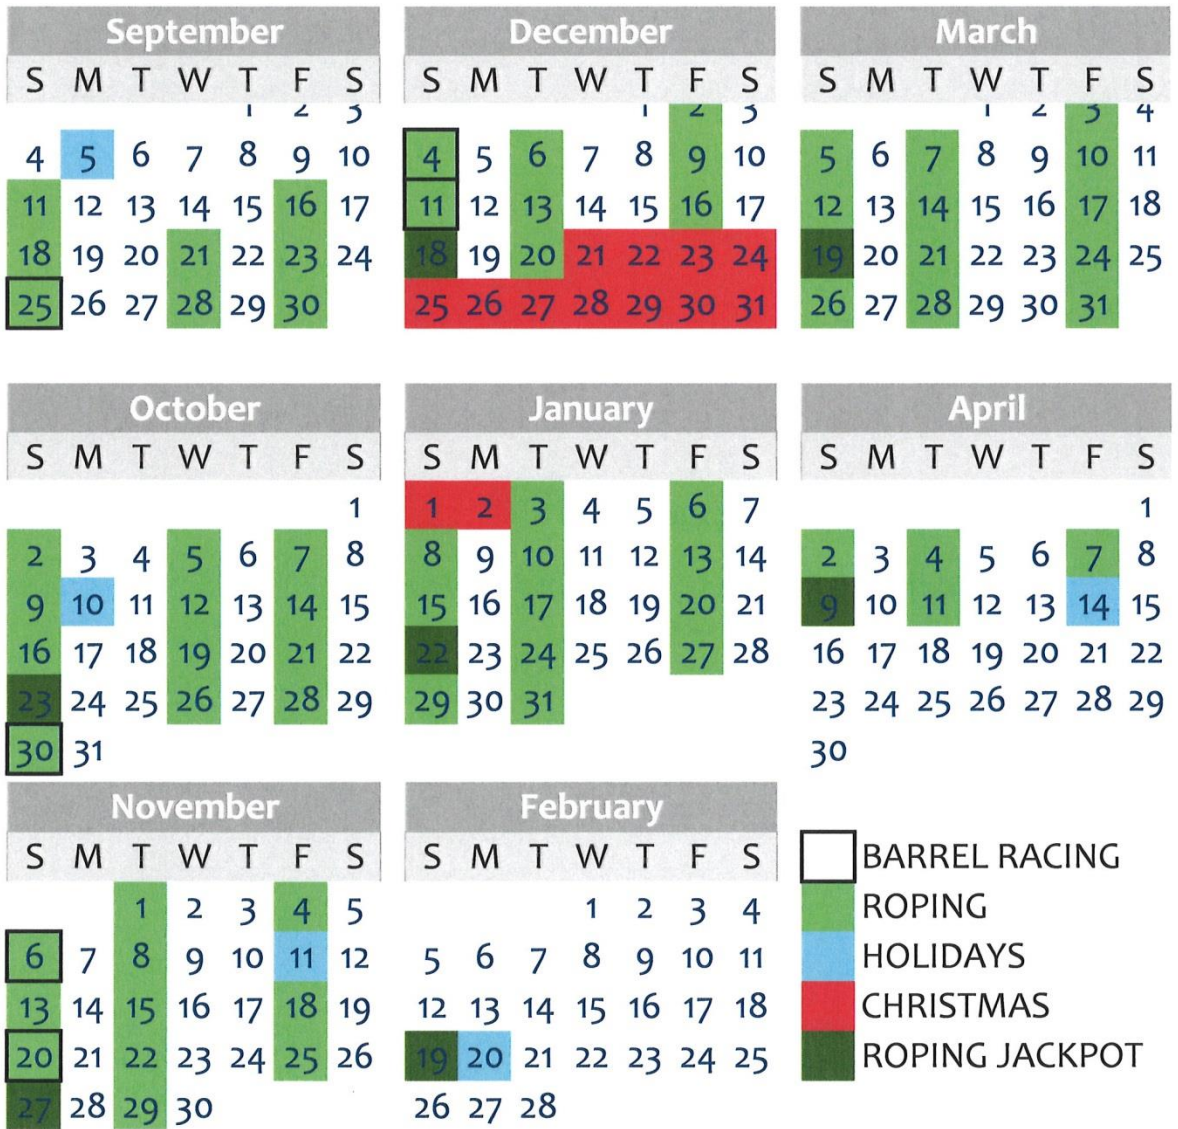 September
S M T W T F S
1 2 3
4 5 6 7 8 9 10
11 12 13 14 15 16 17
18 19 20 21 22 23 24
25 26 27 28 29 30
December
S M T W T F S
1 2 3
4 5 6 7 8 9 10
11 12 13 14 15 16 17
18 19 20 21 22 23 24
25 26 27 28 29 30 31
March
S M T W T F S
1 2 3 4
5 6 7 8 9 10 11
12 13 14 15 16 17 18
19 20 21 22 23 24 25
26 27 28 29 30 31
October
S M T W T F S
1
2 3 4 5 6 7 8
9 10 11 12 13 14 15
16 17 18 19 20 21 22
23 24 25 26 27 28 29
30 31
January
S M T W T F S
1 2 3 4 5 6 7
8 9 10 11 12 13 14
15 16 17 18 19 20 21
22 23 24 25 26 27 28
29 30 31
April
S M T W T F S
1
2 3 4 5 6 7 8
9 10 11 12 13 14 15
16 17 18 19 20 21 22
23 24 25 26 27 28 29
30
November
S M T W T F S
1 2 3 4 5
6 7 8 9 10 11 12
13 14 15 16 17 18 19
20 21 22 23 24 25 26
27 28 29 30
February
S M T W T F S
1 2 3 4
5 6 7 8 9 10 11
12 13 14 15 16 17 18
19 20 21 22 23 24 25
26 27 28
BARREL RACING
ROPING
HOLIDAYS
CHRISTMAS
ROPING JACKPOT